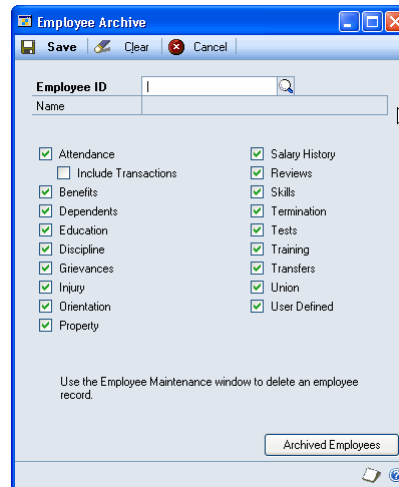 Employee Archive
Save Clear Cancel
Employee ID
Name
Attendance Salary History
Include Transactions Reviews
Benefits Skills
Dependents Termination
Education Tests
Discipline Training
Grievances Transfers
Injury Union
Orientation User Defined
Property
Use the Employee Maintenance window to delete an employee
record.
Archived Employees